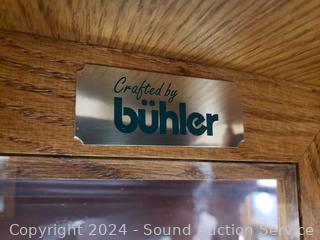 Crafted by
bühler
Copyright 2024 - Sound Auction Service